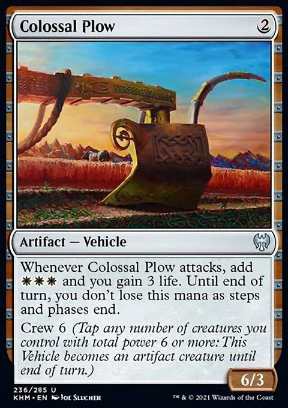 Colossal Plow 2
Artifact — Vehicle
Whenever Colossal Plow attacks, add
and you gain 3 life. Until end
of turn, you don't lose this mana as steps
and phases end.
Crew 6 (Tap any number of creatures you
control with total power 6 or more: This
Vehicle becomes an artifact creature until
end of turn.)
6/3
236/285 U
KHM • EN Joe Slucher
™ & © 2021 Wizards of the Coast